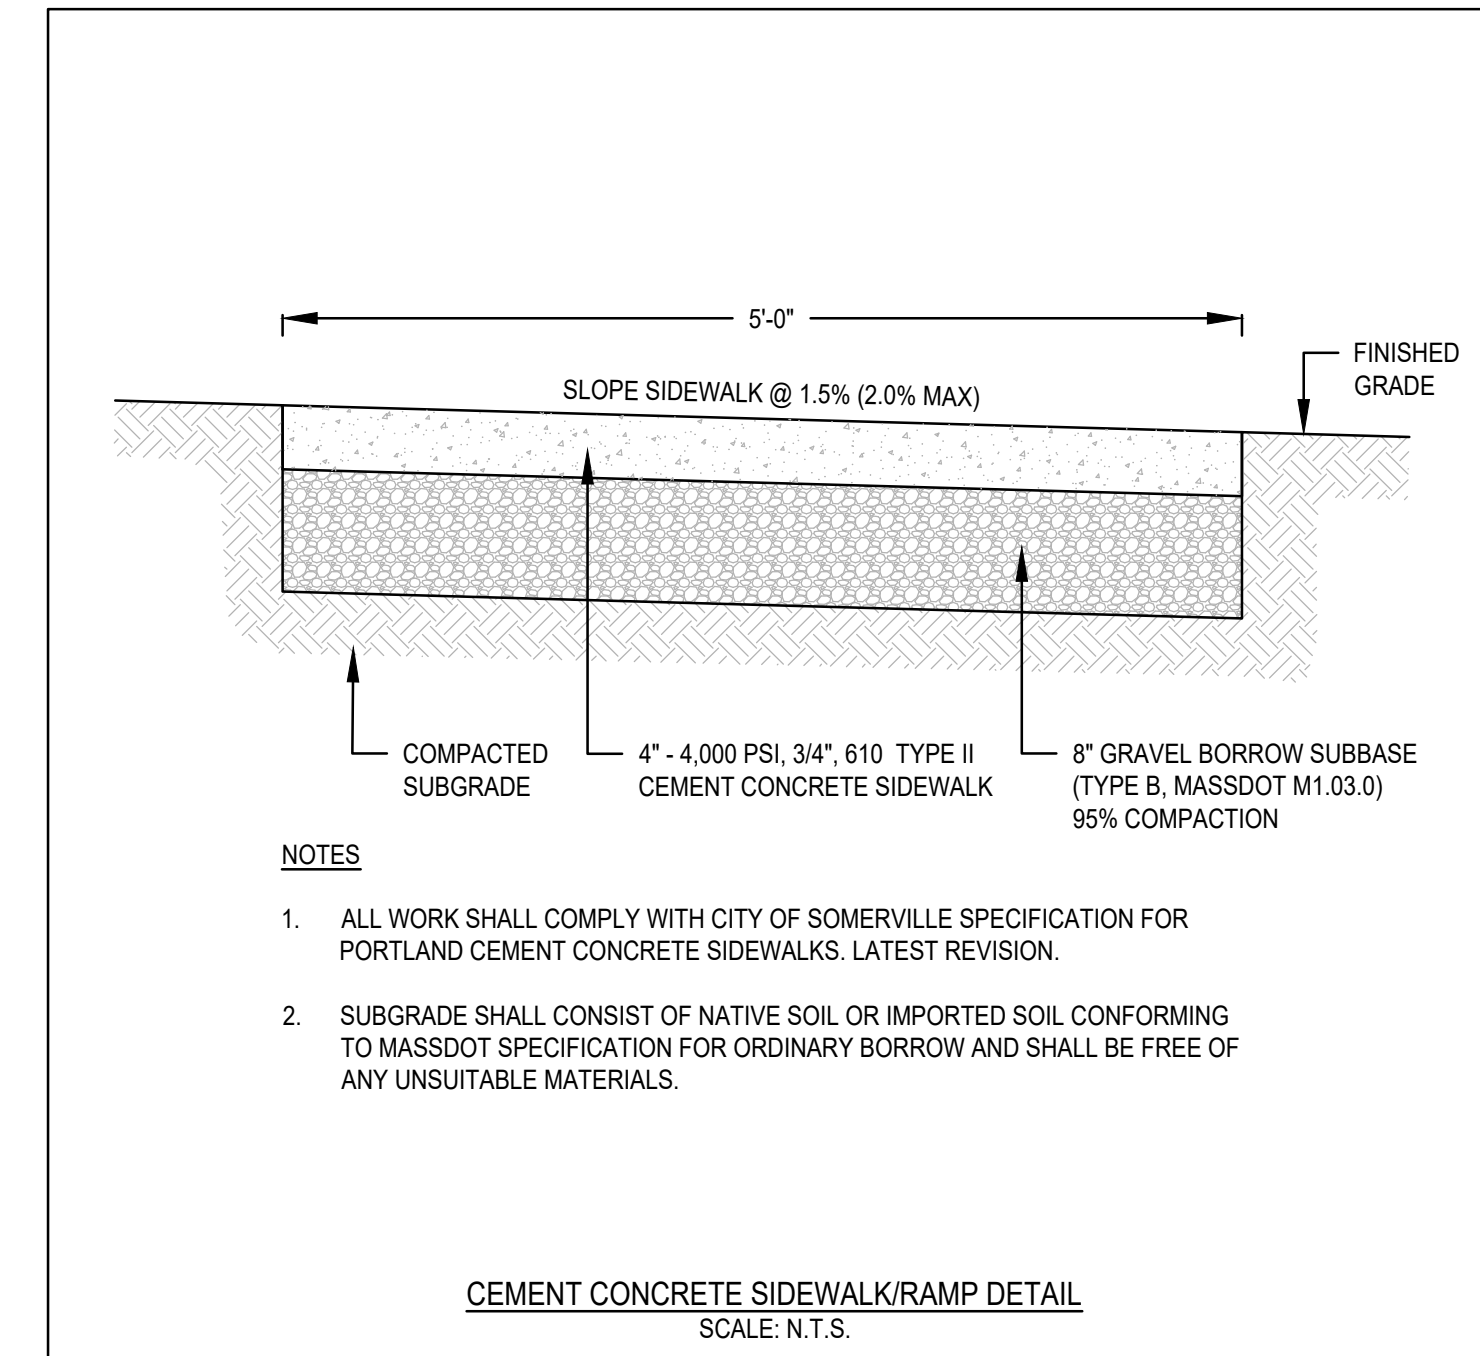 5'-0"
FINISHED
GRADE
SLOPE SIDEWALK @ 1.5% (2.0% MAX)
COMPACTED
SUBGRADE
4" - 4,000 PSI, 3/4", 610 TYPE II
CEMENT CONCRETE SIDEWALK
8" GRAVEL BORROW SUBBASE
(TYPE B, MASSDOT M1.03.0)
95% COMPACTION
NOTES
1. ALL WORK SHALL COMPLY WITH CITY OF SOMERVILLE SPECIFICATION FOR
PORTLAND CEMENT CONCRETE SIDEWALKS. LATEST REVISION.
2. SUBGRADE SHALL CONSIST OF NATIVE SOIL OR IMPORTED SOIL CONFORMING
TO MASSDOT SPECIFICATION FOR ORDINARY BORROW AND SHALL BE FREE OF
ANY UNSUITABLE MATERIALS.
CEMENT CONCRETE SIDEWALK/RAMP DETAIL
SCALE: N.T.S.